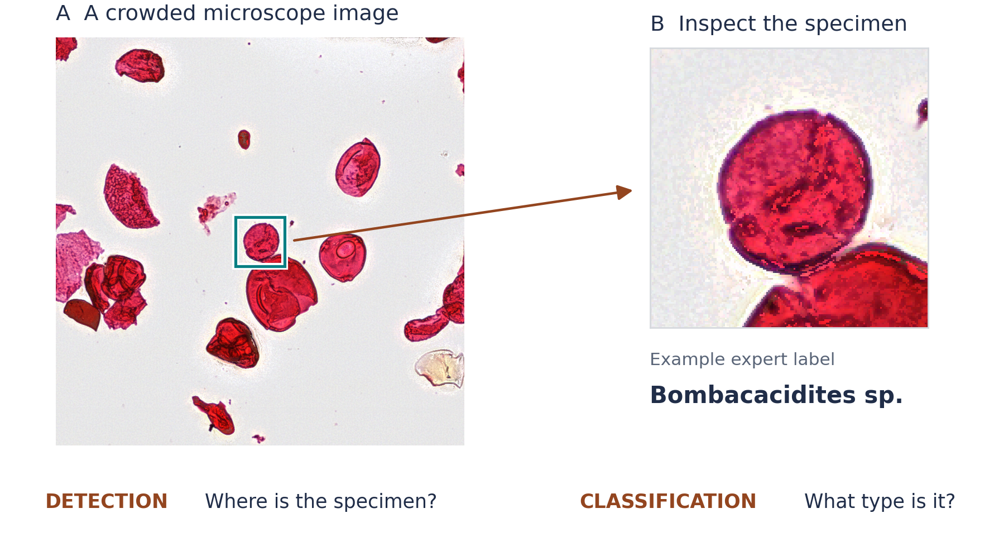 A A crowded microscope image
B Inspect the specimen
Example expert label
Bombacacidites sp.
DETECTION Where is the specimen?
CLASSIFICATION What type is it?